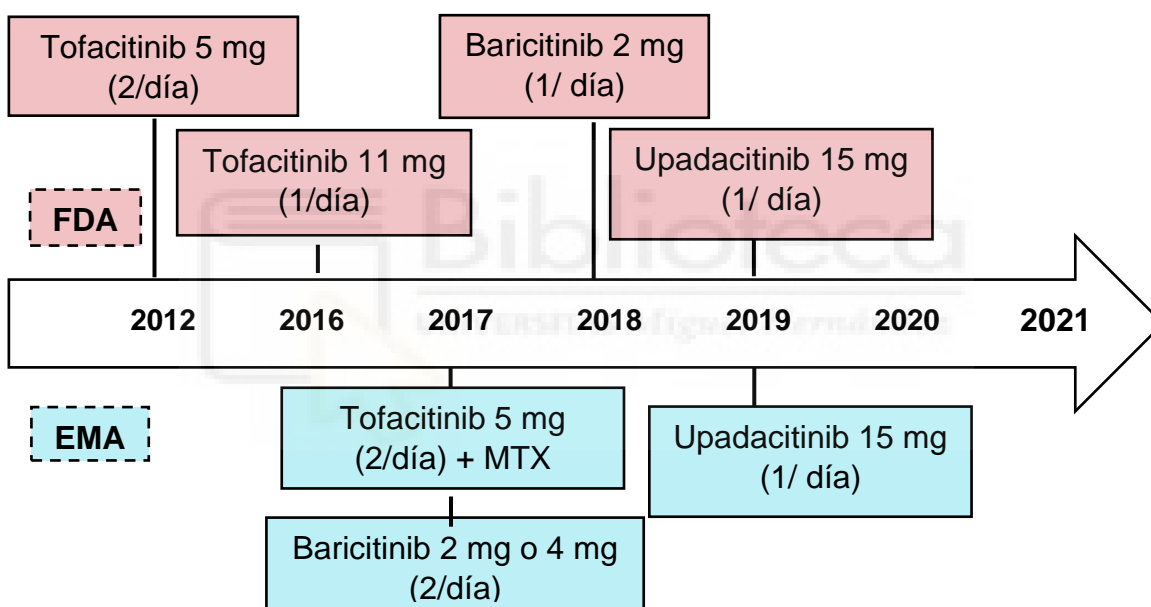 Tofacitinib 5 mg
(2/día)
Baricitinib 2 mg
(1/ día)
Tofacitinib 11 mg
(1/día)
Upadacitinib 15 mg
(1/ día)
FDA
Biblioteca
2012
2016
2017
2018
2019
2020
2021
EMA
Tofacitinib 5 mg
(2/día) + MTX
Upadacitinib 15 mg
(1/ día)
Baricitinib 2 mg o 4 mg
(2/día)